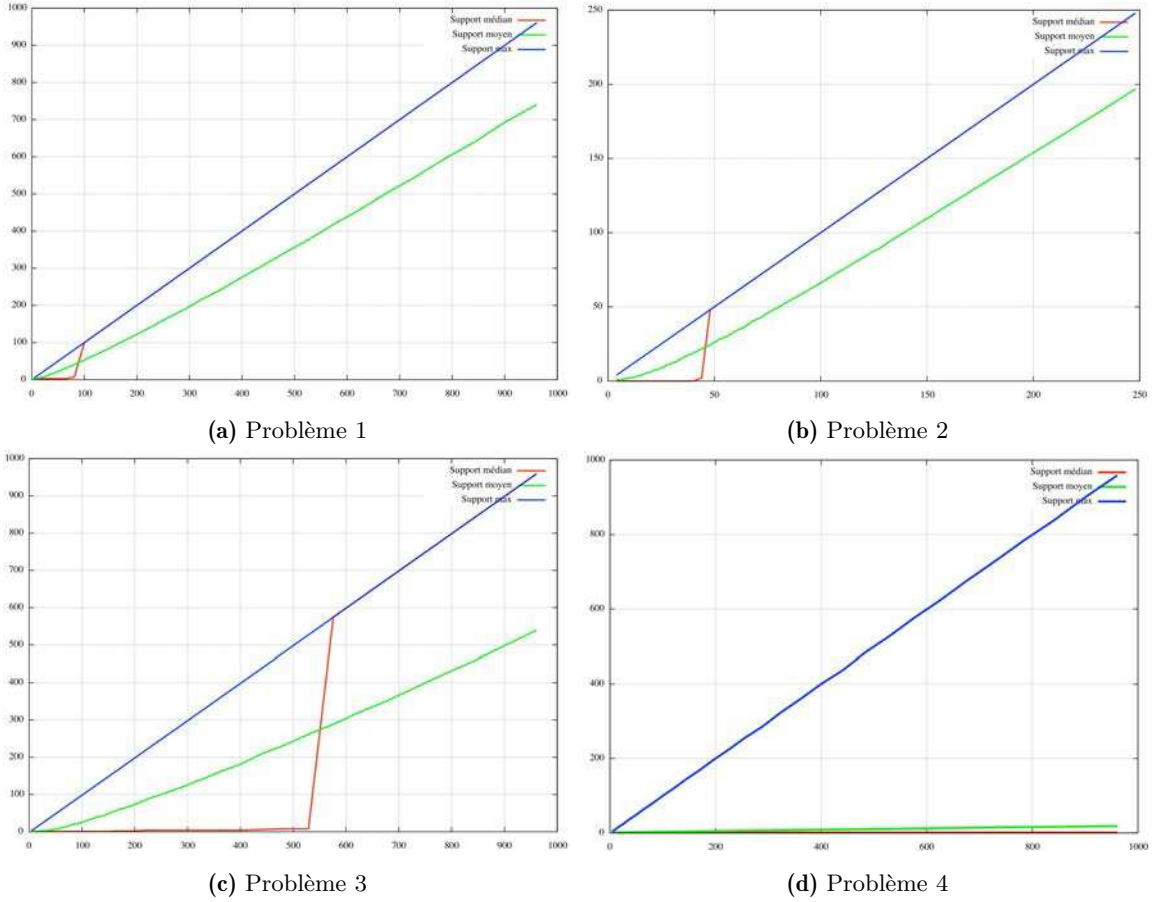 1000
900
800
700
600
500
400
300
200
100
0
Support médian
Support moyen
Support max
0 100 200 300 400 500 600 700 800 900 1000
(a) Problème 1
250
200
150
100
50
0
Support médian
Support moyen
Support max
0 50 100 150 200 250
(b) Problème 2
1000
900
800
700
600
500
400
300
200
100
0
Support médian
Support moyen
Support max
0 100 200 300 400 500 600 700 800 900 1000
(c) Problème 3
1000
800
600
400
200
0
Support médian
Support moyen
Support max
0 200 400 600 800 1000
(d) Problème 4